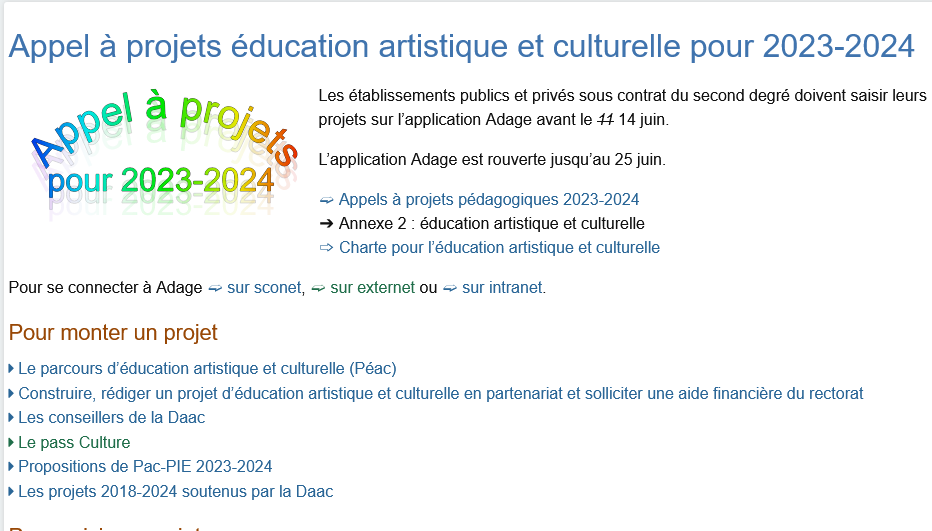 Appel à projets éducation artistique et culturelle pour 2023-2024
Appel à projets
pour 2023-2024
Les établissements publics et privés sous contrat du second degré doivent saisir leurs
projets sur l’application Adage avant le 11 14 juin.
L’application Adage est rouverte jusqu’au 25 juin.
➫ Appels à projets pédagogiques 2023-2024
➔ Annexe 2 : éducation artistique et culturelle
➩ Charte pour l’éducation artistique et culturelle
Pour se connecter à Adage ➫ sur sconet, ➫ sur externet ou ➫ sur intranet.
Pour monter un projet
Le parcours d’éducation artistique et culturelle (Péac)
Construire, rédiger un projet d’éducation artistique et culturelle en partenariat et solliciter une aide financière du rectorat
Les conseillers de la Daac
Le pass Culture
Propositions de Pac-PIE 2023-2024
Les projets 2018-2024 soutenus par la Daac